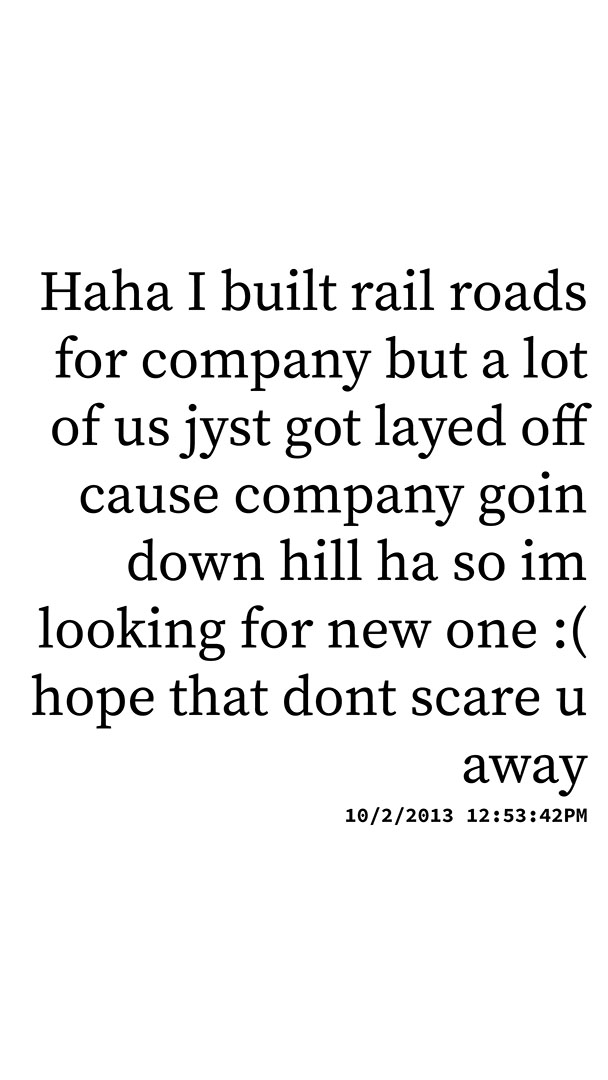 Haha I built rail roads
for company but a lot
of us jyst got layed off
cause company goin
down hill ha so im
looking for new one :(
hope that dont scare u
away
10/2/2013 12:53:42PM